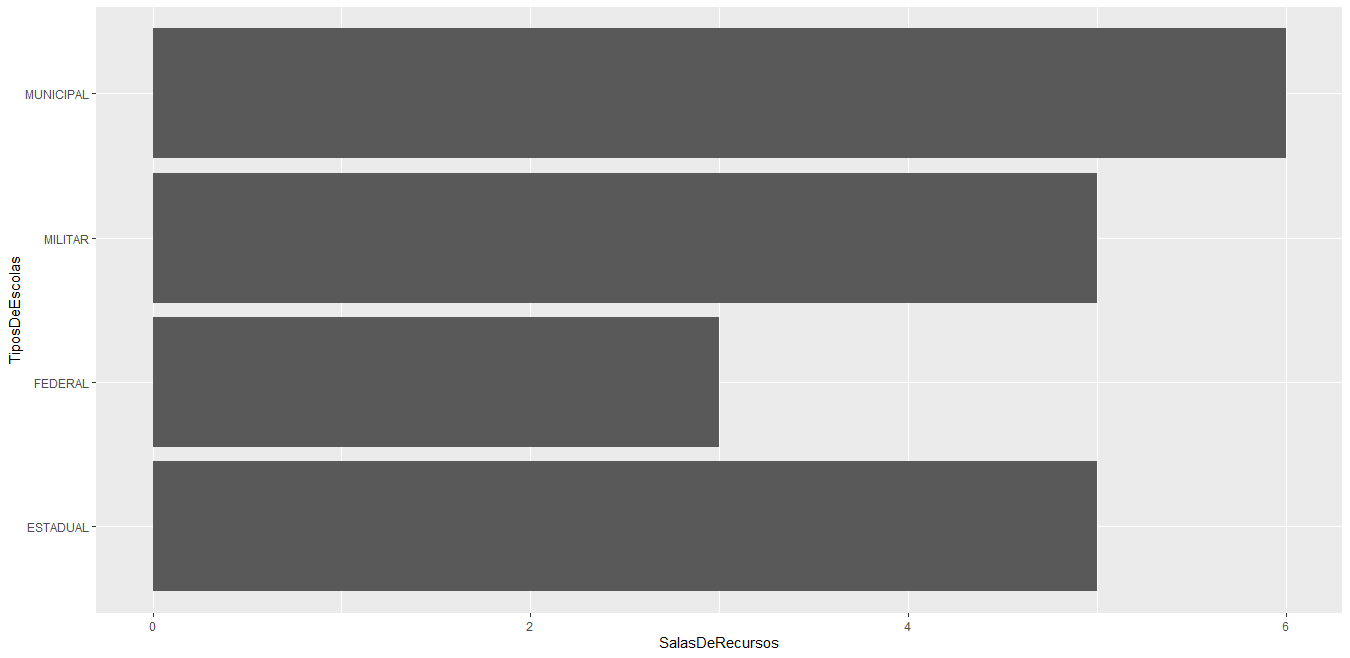 TiposDeEscolas
MUNICIPAL
MILITAR
FEDERAL
ESTADUAL
0 2 4 6
SalasDeRecursos